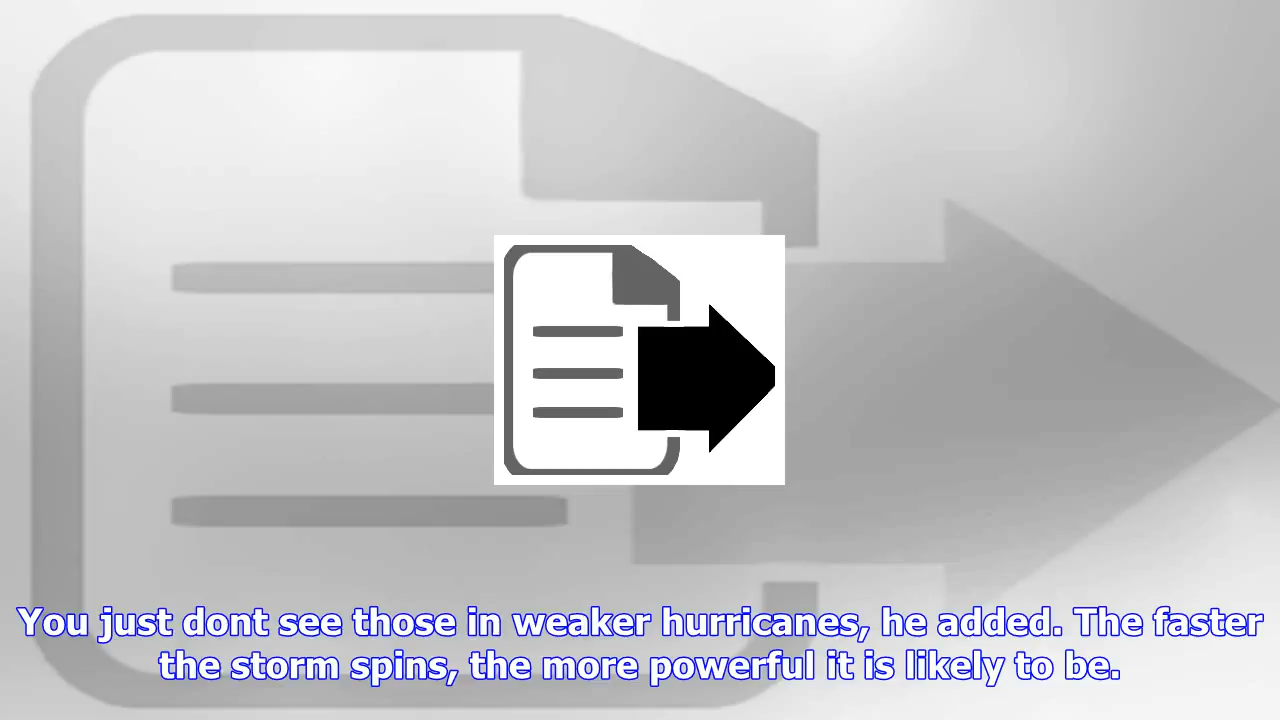 You just dont see those in weaker hurricanes, he added. The faster
the storm spins, the more powerful it is likely to be.